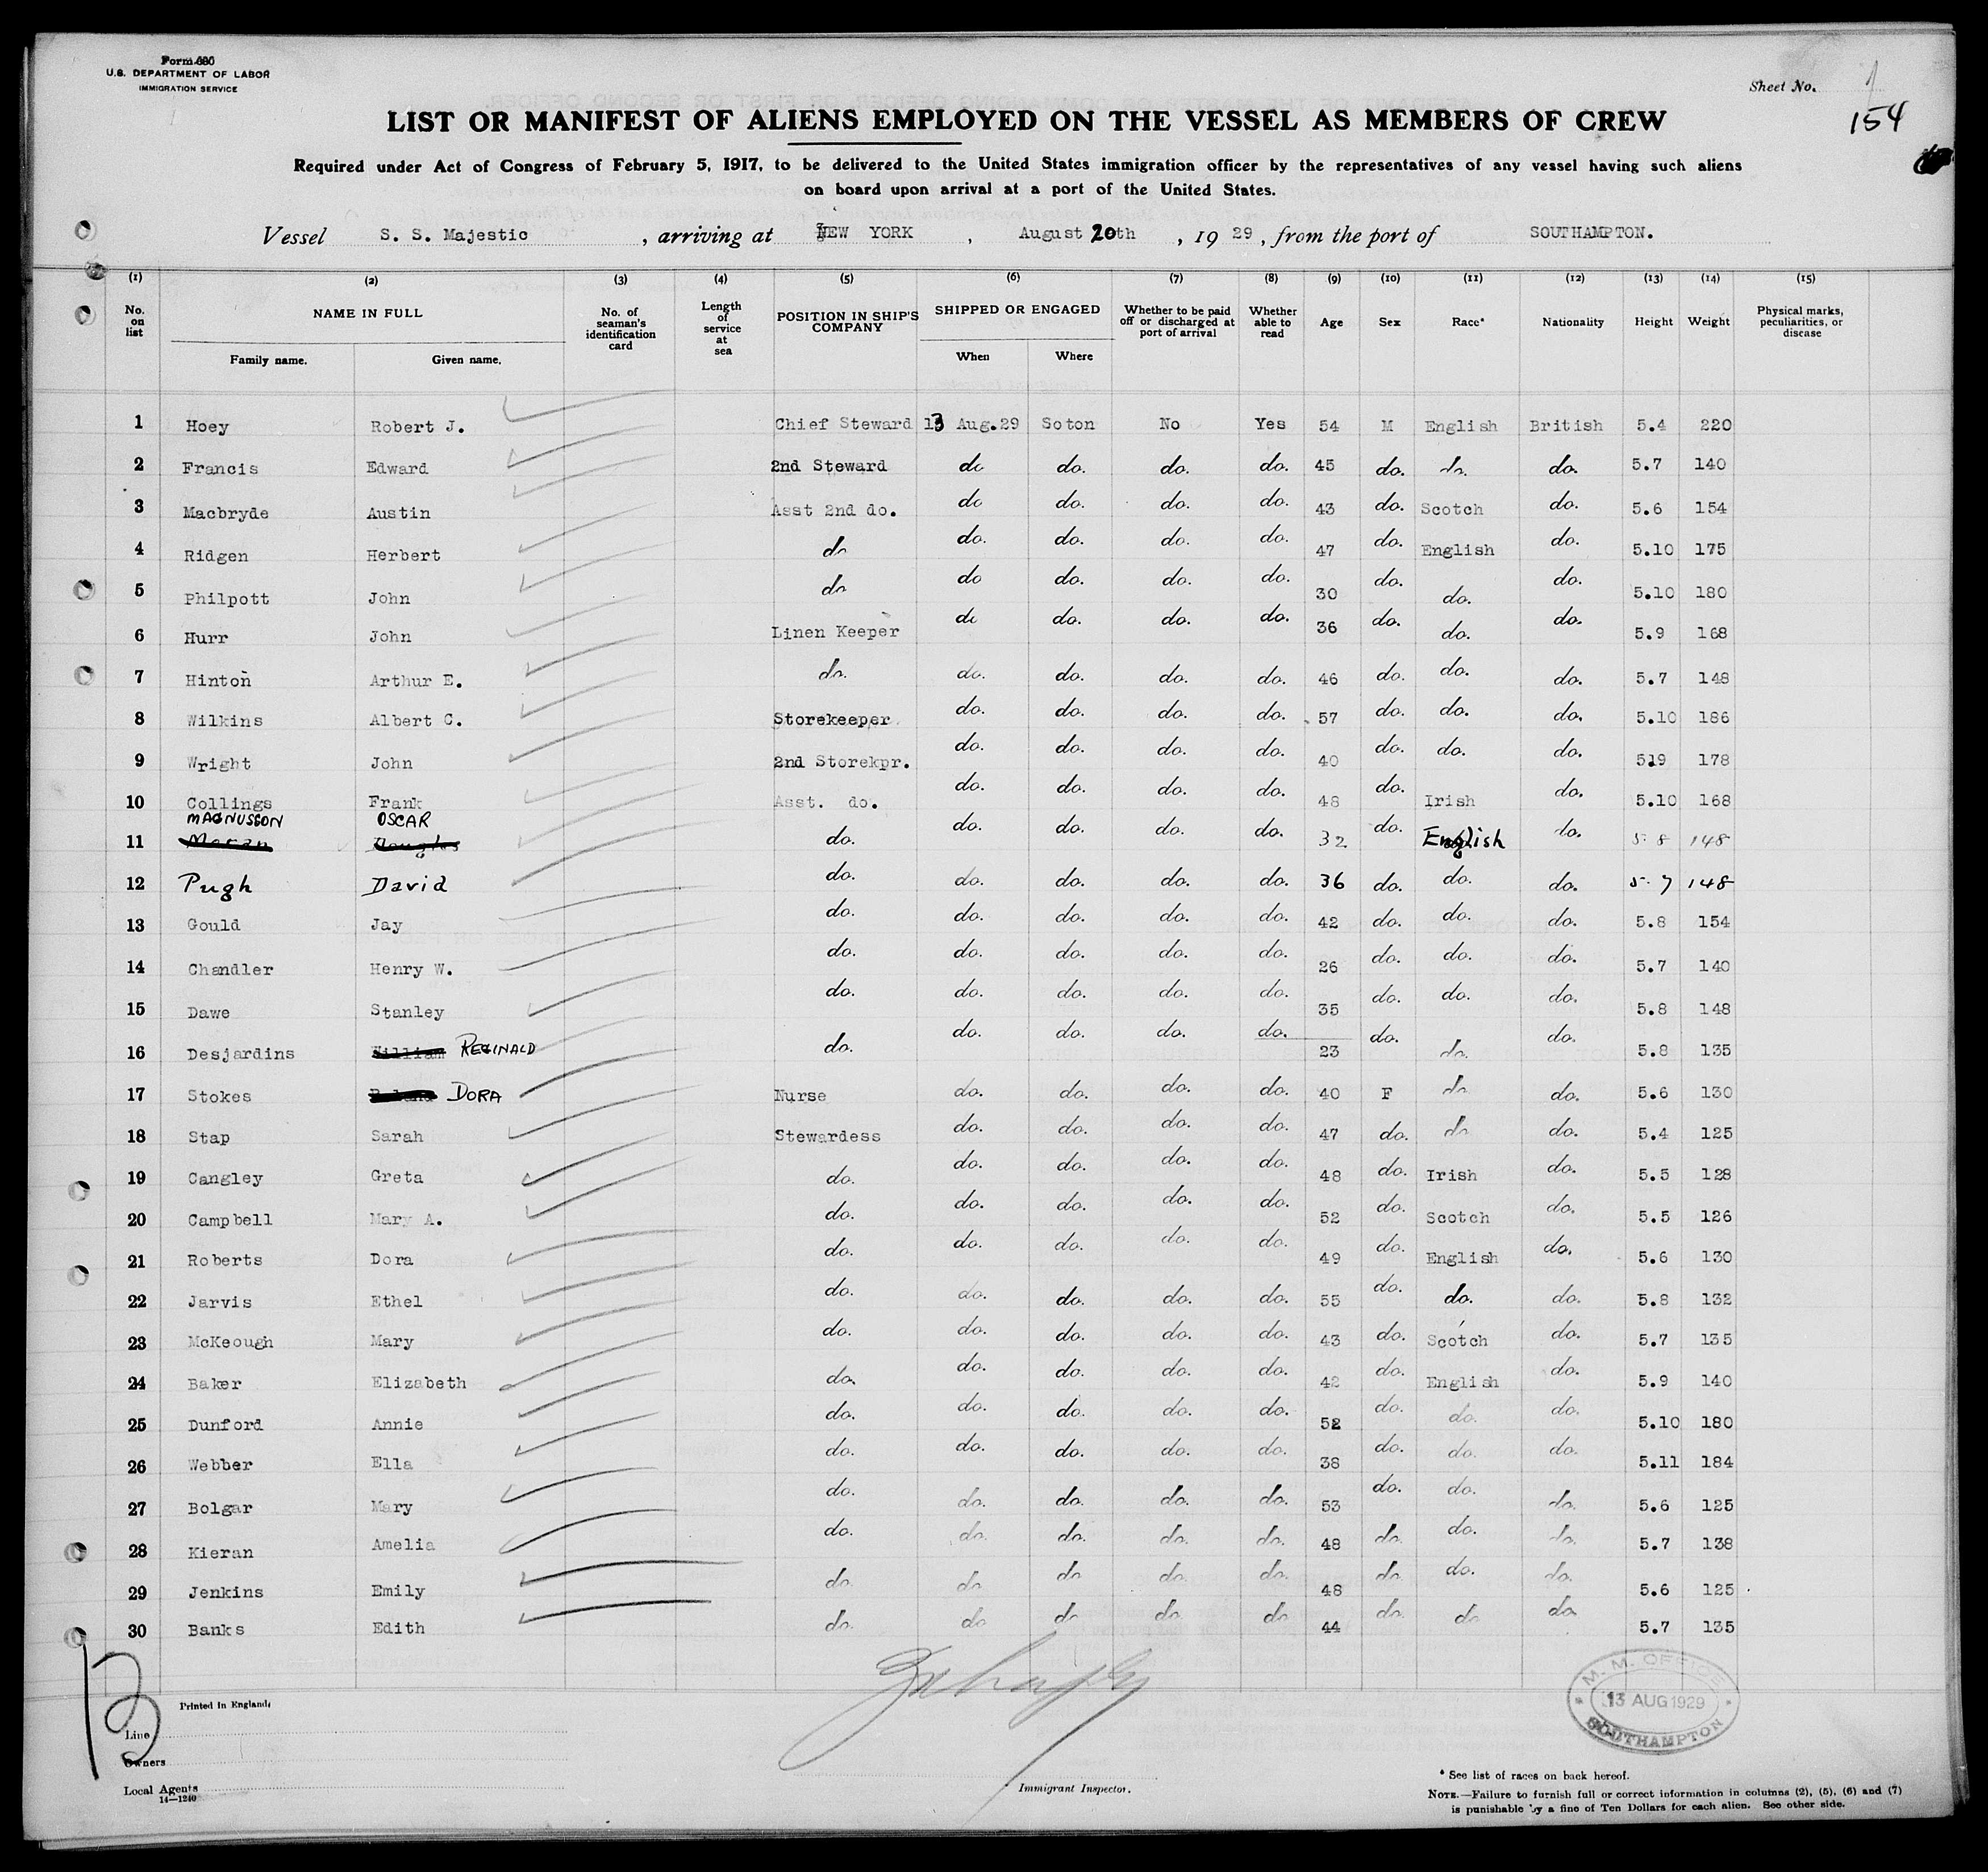 Form 680
U.S. DEPARTMENT OF LABOR
IMMIGRATION SERVICE
Sheet No. 1
154
LIST OR MANIFEST OF ALIENS EMPLOYED ON THE VESSEL AS MEMBERS OF CREW
Required under Act of Congress of February 5, 1917, to be delivered to the United States immigration officer by the representatives of any vessel having such aliens
on board upon arrival at a port of the United States.
Vessel S. S. Majestic , arriving at NEW YORK , August 20th , 19 29 , from the port of SOUTHAMPTON.
(1) (2) (3) (4) (5) (6) (7) (8) (9) (10) (11) (12) (13) (14) (15)
No. on list NAME IN FULL Family name. Given name. No. of seaman's identification card Length of service at sea POSITION IN SHIP'S COMPANY SHIPPED OR ENGAGED When Where Whether to be paid off or discharged at port of arrival Whether able to read Age Sex Race* Nationality Height Weight Physical marks, peculiarities, or disease
1 Hoey Robert J. Chief Steward 13 Aug.29 Soton No Yes 54 M English British 5.4 220
2 Francis Edward 2nd Steward do do. do. do. 45 do. do. do. 5.7 140
3 Macbryde Austin Asst 2nd do. do do. do. do. 43 do. Scotch do. 5.6 154
4 Ridgen Herbert do do. do. do. do. 47 do. English do. 5.10 175
5 Philpott John do do do. do. do. 30 do. do. do. 5.10 180
6 Hurr John Linen Keeper do do. do. do. 36 do. do. do. 5.9 168
7 Hinton Arthur E. do. do. do. do. do. 46 do. do. do. 5.7 148
8 Wilkins Albert C. Storekeeper do. do. do. do. 57 do. do. do. 5.10 186
9 Wright John 2nd Storekpr. do. do. do. do. 40 do. do. do. 5.9 178
10 Collings Frank Asst. do. do. do. do. do. 48 do. Irish do. 5.10 168
MAGNUSSON OSCAR
11 Moran Douglas do. do. do. do. do. 32 do. English do. 5.8 148
12 Pugh David do. do. do. do. do. 36 do. do. do. 5.7 148
13 Gould Jay do. do. do. do. do. 42 do. do. do. 5.8 154
14 Chandler Henry W. do. do. do. do. do. 26 do. do. do. 5.7 140
15 Dawe Stanley do. do. do. do. do. 35 do. do. do. 5.8 148
16 Desjardins William REGINALD do. do. do. do. do. 23 do. do. do. 5.8 135
17 Stokes DORA Nurse do. do. do. do. 40 F do do. 5.6 130
18 Stap Sarah Stewardess do. do. do. do. 47 do. do do. 5.4 125
19 Cangley Greta do. do. do. do. do. 48 do. Irish do. 5.5 128
20 Campbell Mary A. do. do. do. do. do. 52 do. Scotch do. 5.5 126
21 Roberts Dora do. do. do. do. do. 49 do. English do. 5.6 130
22 Jarvis Ethel do. do. do. do. do. 55 do. do. do. 5.8 132
23 McKeough Mary do. do. do. do. do. 43 do. Scotch do. 5.7 135
24 Baker Elizabeth do. do. do. do. do. 42 do. English do. 5.9 140
25 Dunford Annie do. do. do. do. do. 52 do. do. do. 5.10 180
26 Webber Ella do. do. do. do. do. 38 do. do. do. 5.11 184
27 Bolgar Mary do. do. do. do. do. 53 do. do. do. 5.6 125
28 Kieran Amelia do. do. do. do. do. 48 do. do. do. 5.7 138
29 Jenkins Emily do. do. do do. do. 48 do. do. do. 5.6 125
30 Banks Edith do. do do do do 44 do. do do 5.7 135
Printed in England.
Line
Owners
Local Agents
14—1240
Immigrant Inspector.
M. M. OFFICE
13 AUG 1929
SOUTHAMPTON
* See list of races on back hereof.
NOTE.—Failure to furnish full or correct information in columns (2), (5), (6) and (7)
is punishable by a fine of Ten Dollars for each alien. See other side.